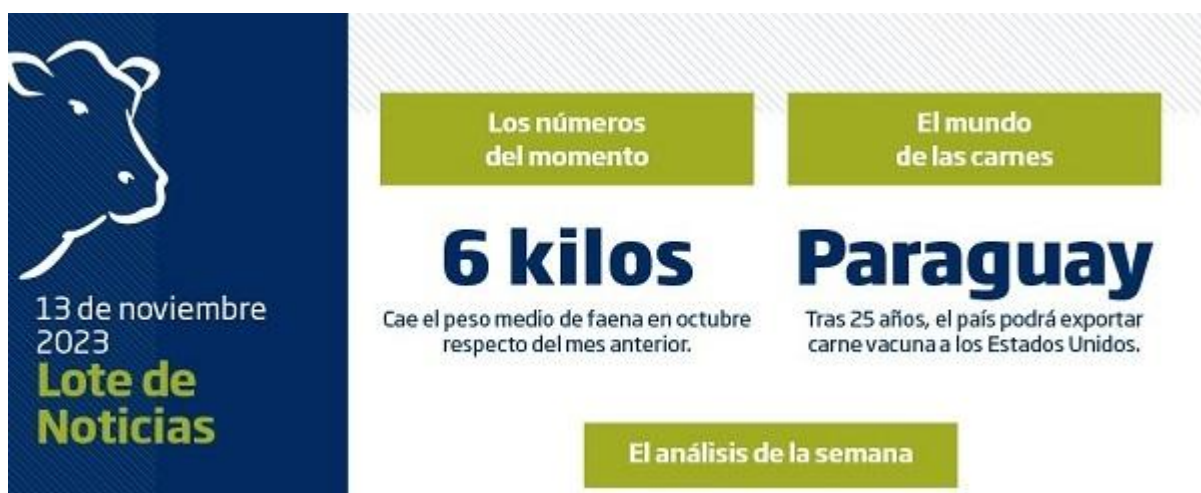 13 de noviembre
2023
Lote de
Noticias
Los números
del momento
6 kilos
Cae el peso medio de faena en octubre
respecto del mes anterior.
El mundo
de las carnes
Paraguay
Tras 25 años, el país podrá exportar
carne vacuna a los Estados Unidos.
El análisis de la semana